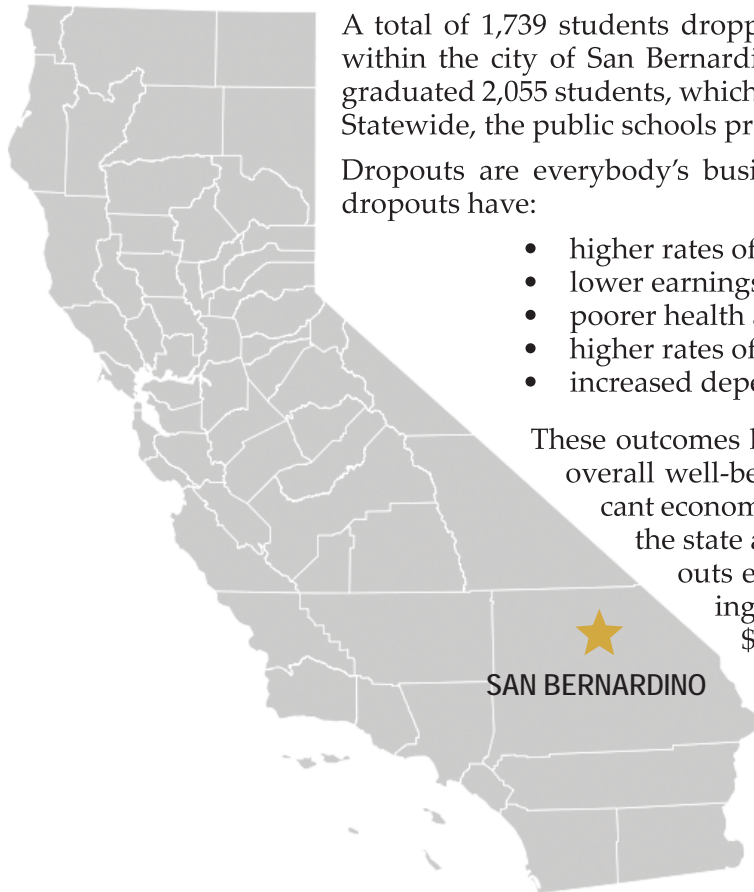 A total of 1,739 students dropp
within the city of San Bernardi
graduated 2,055 students, which
Statewide, the public schools pr
Dropouts are everybody’s busi
dropouts have:
• higher rates of
• lower earnings
• poorer health
• higher rates of
• increased depe
These outcomes
overall well-be
cant econom
the state a
outs e
ing
$
SAN BERNARDINO